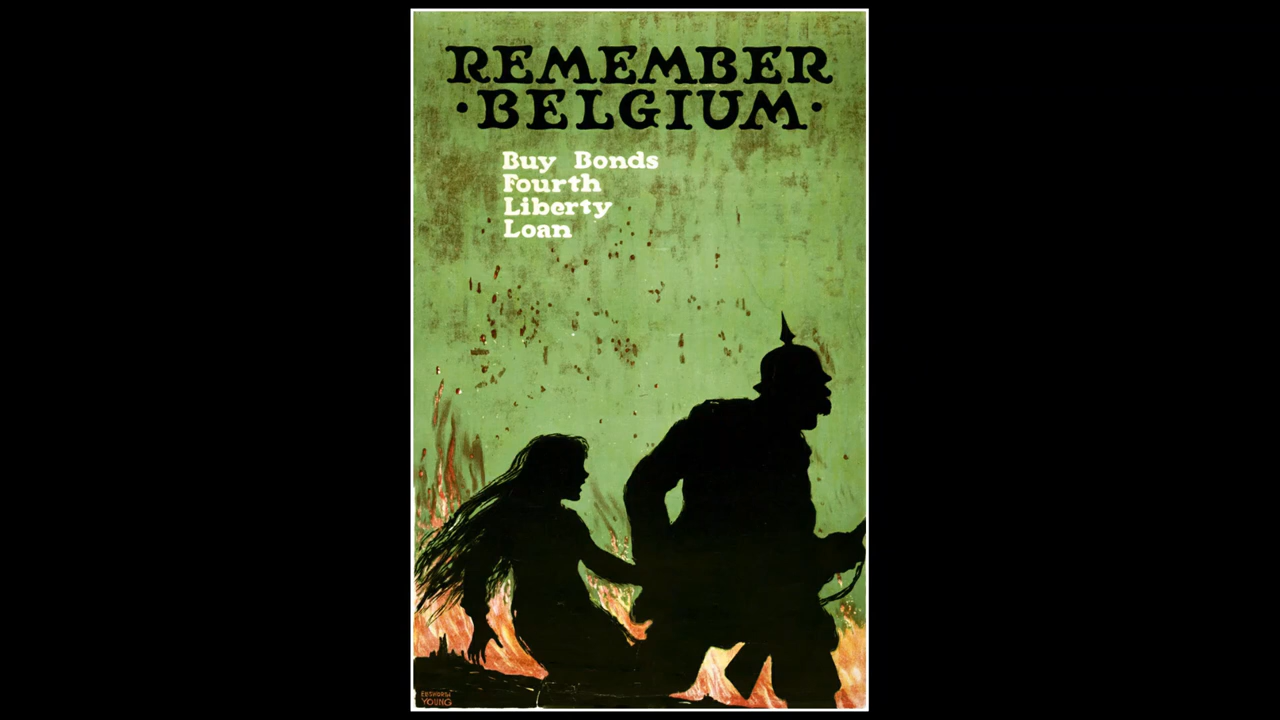 REMEMBER
·BELGIUM·
Buy Bonds
Fourth
Liberty
Loan
ELLSWORTH
YOUNG